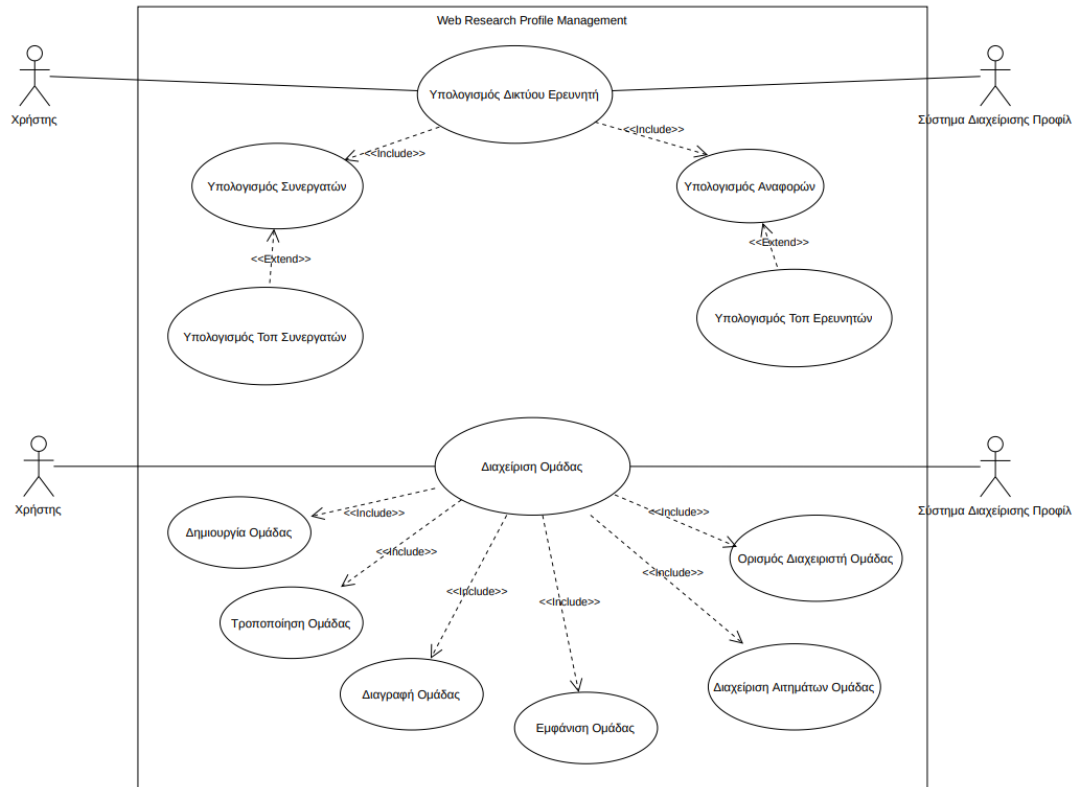 Web Research Profile Management
Υπολογισμός Δικτύου Ερευνητή
Χρήστης
Σύστημα Διαχείρισης Προφίλ
<<Include>>
<<Include>>
Υπολογισμός Συνεργατών
Υπολογισμός Αναφορών
<<Extend>>
<<Extend>>
Υπολογισμός Τοπ Συνεργατών
Υπολογισμός Τοπ Ερευνητών
Διαχείριση Ομάδας
Χρήστης
Σύστημα Διαχείρισης Προφίλ
<<Include>>
<<Include>>
Δημιουργία Ομάδας
<<Include>>
Ορισμός Διαχειριστή Ομάδας
<<Include>>
<<Include>>
<<Include>>
Τροποποίηση Ομάδας
Διαγραφή Ομάδας
Διαχείριση Αιτημάτων Ομάδας
Εμφάνιση Ομάδας